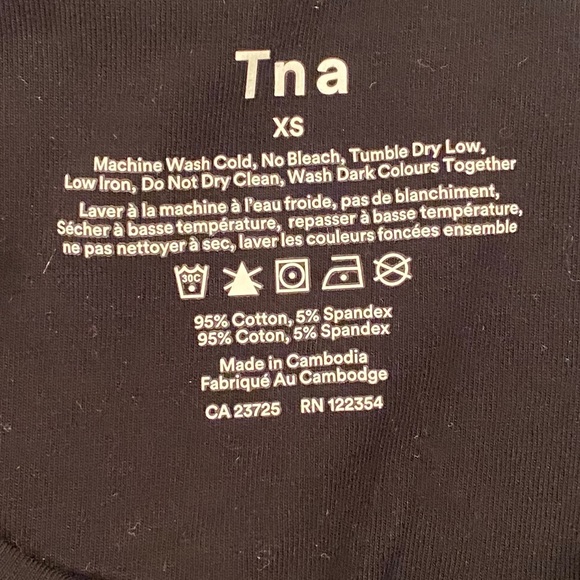 Tna
XS
Machine Wash Cold, No Bleach, Tumble Dry Low,
Low Iron, Do Not Dry Clean, Wash Dark Colours Together
Laver à la machine à l'eau froide, pas de blanchiment,
Sécher à basse température, repasser à basse température,
ne pas nettoyer à sec, laver les couleurs foncées ensemble
30C
95% Cotton, 5% Spandex
95% Coton, 5% Spandex
Made in Cambodia
Fabriqué Au Cambodge
CA 23725 RN 122354